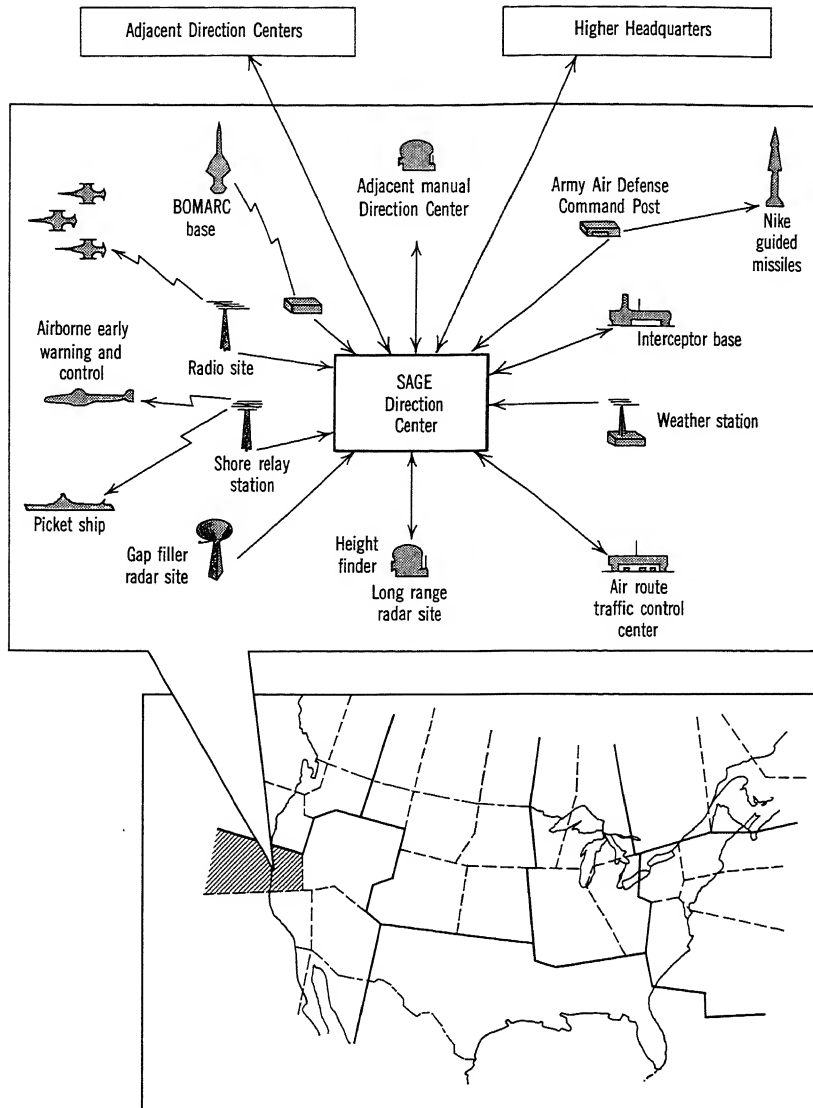 Adjacent Direction Centers
Higher Headquarters
BOMARC
base
Adjacent manual
Direction Center
Army Air Defense
Command Post
Nike
guided
missiles
Airborne early
warning and
control
Radio site
Interceptor base
SAGE
Direction
Center
Weather station
Shore relay
station
Picket ship
Gap filler
radar site
Height
finder
Long range
radar site
Air route
traffic control
center